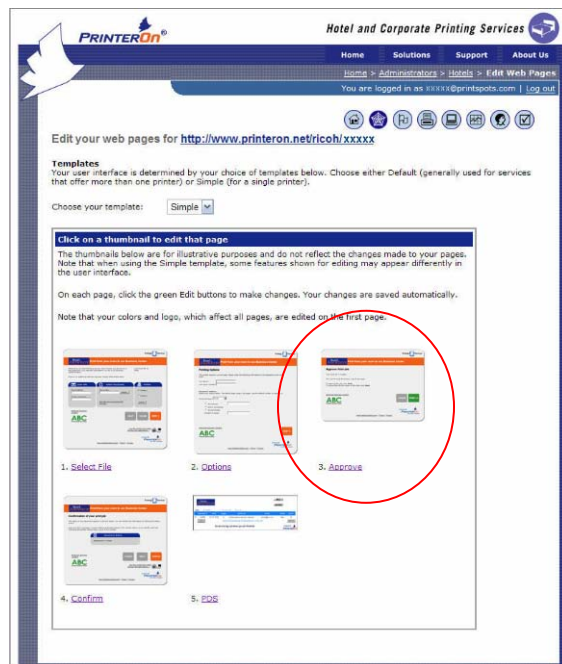 PRINTERON®
Hotel and Corporate Printing Services
Home Solutions Support About Us
Home > Administrators > Hotels > Edit Web Pages
You are logged in as xxxxx@printspots.com | Log out
Edit your web pages for http://www.printeron.net/ricoh/xxxxx
Templates
Your user interface is determined by your choice of templates below. Choose either Default (generally used for services
that offer more than one printer) or Simple (for a single printer).
Choose your template: Simple
Click on a thumbnail to edit that page
The thumbnails below are for illustrative purposes and do not reflect the changes made to your pages.
Note that when using the Simple template, some features shown for editing may appear differently in
the user interface.
On each page, click the green Edit buttons to make changes. Your changes are saved automatically.
Note that your colors and logo, which affect all pages, are edited on the first page.
ABC
ABC
ABC
1. Select File
2. Options
3. Approve
ABC
4. Confirm
5. PDS